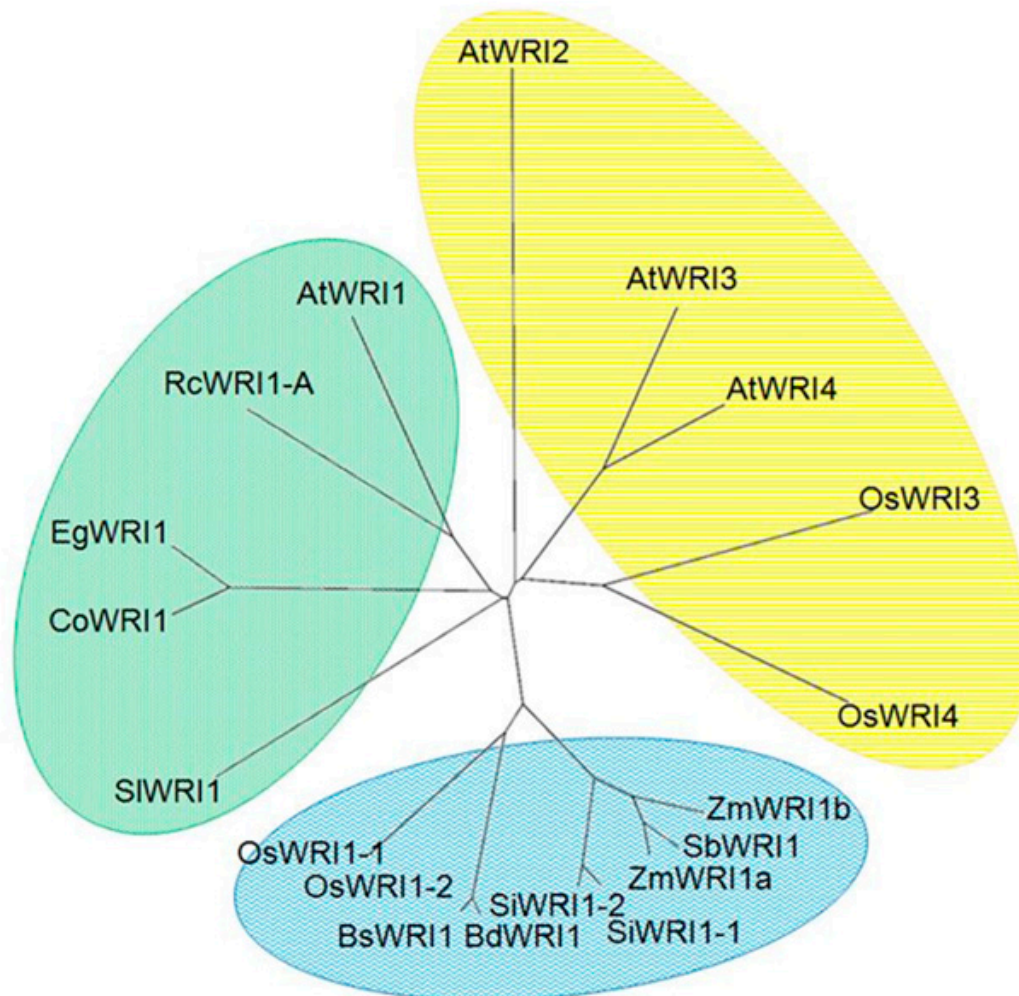 AtWRI2
AtWRI3
AtWRI1
RcWRI1-A
AtWRI4
OsWRI3
EgWRI1
CoWRI1
OsWRI4
SlWRI1
ZmWRI1b
OsWRI1-1
SbWRI1
OsWRI1-2
ZmWRI1a
SiWRI1-2
BsWRI1
BdWRI1
SiWRI1-1